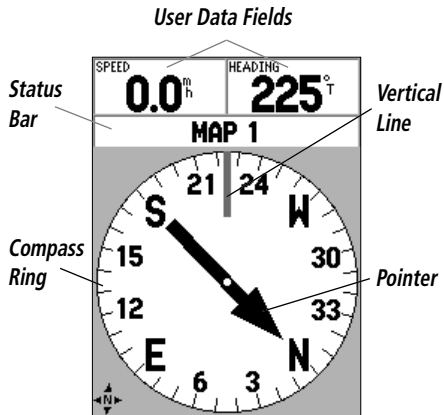 User Data Fields
SPEED
0.0 m h
HEADING
225° T
Status Bar
MAP 1
Vertical Line
21
24
S
W
15
30
Compass Ring
Pointer
12
33
E
N
6
3
N